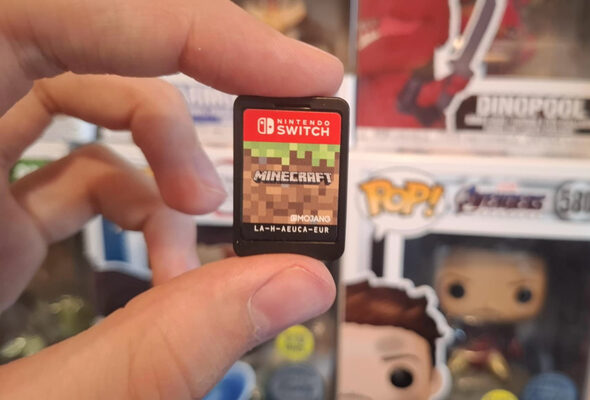 NINTENDO
SWITCH
MINECRAFT
MOJANG
LA-H-AEUCA-EUR
DINOPOOL
POP!
AVENGERS
580